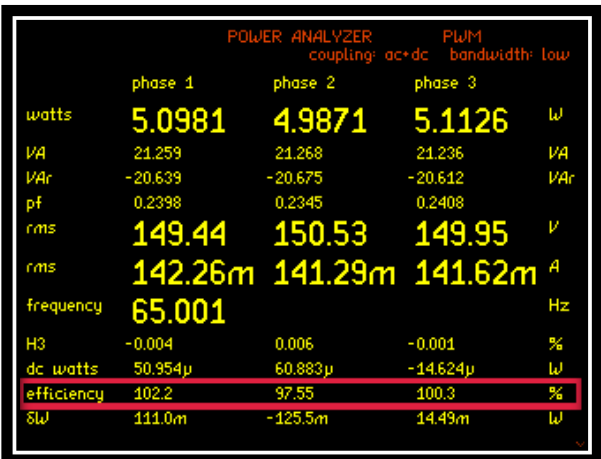 POWER ANALYZER PWM
coupling: ac+dc bandwidth: low
phase 1 phase 2 phase 3
watts 5.0981 4.9871 5.1126 W
VA 21.259 21.268 21.236 VA
VAr -20.639 -20.675 -20.612 VAr
pf 0.2398 0.2345 0.2408
rms 149.44 150.53 149.95 V
rms 142.26m 141.29m 141.62m A
frequency 65.001 Hz
H3 -0.004 0.006 -0.001 %
dc watts 50.954µ 60.883µ -14.624µ W
efficiency 102.2 97.55 100.3 %
δW 111.0m -125.5m 14.49m W